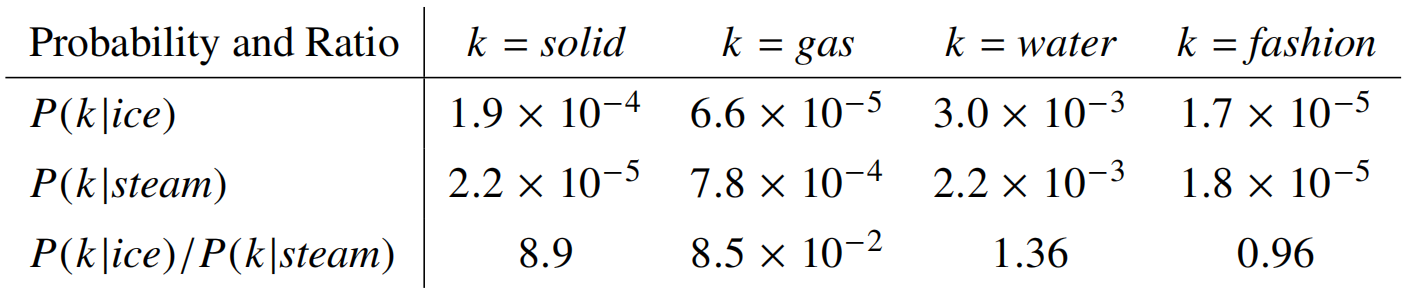 Probability and Ratio k = solid k = gas k = water k = fashion
P(k|ice) 1.9 × 10⁻⁴ 6.6 × 10⁻⁵ 3.0 × 10⁻³ 1.7 × 10⁻⁵
P(k|steam) 2.2 × 10⁻⁵ 7.8 × 10⁻⁴ 2.2 × 10⁻³ 1.8 × 10⁻⁵
P(k|ice)/P(k|steam) 8.9 8.5 × 10⁻² 1.36 0.96